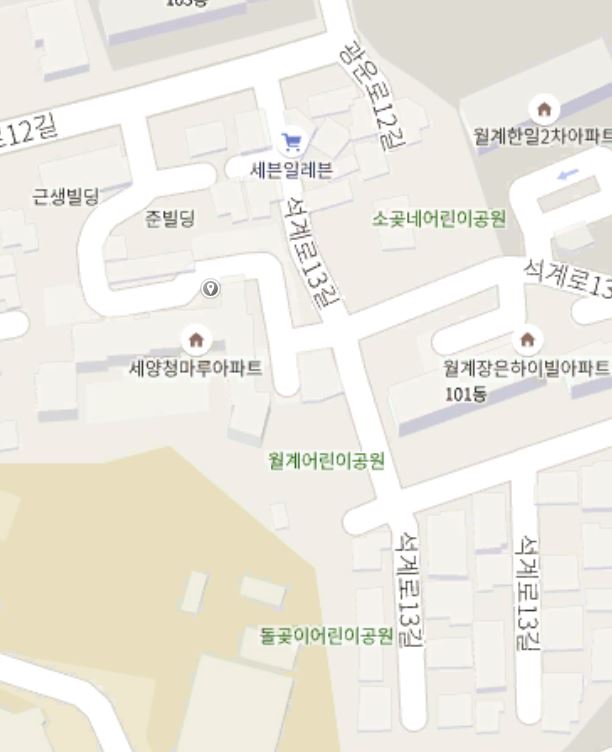 103동
광운로12길
로12길
월계한일2차아파트
세븐일레븐
근생빌딩
준빌딩
소곶네어린이공원
석계로13길
석계로13
세양청마루아파트
월계장은하이빌아파트
101동
월계어린이공원
석계로13길
석계로13길
돌곶이어린이공원